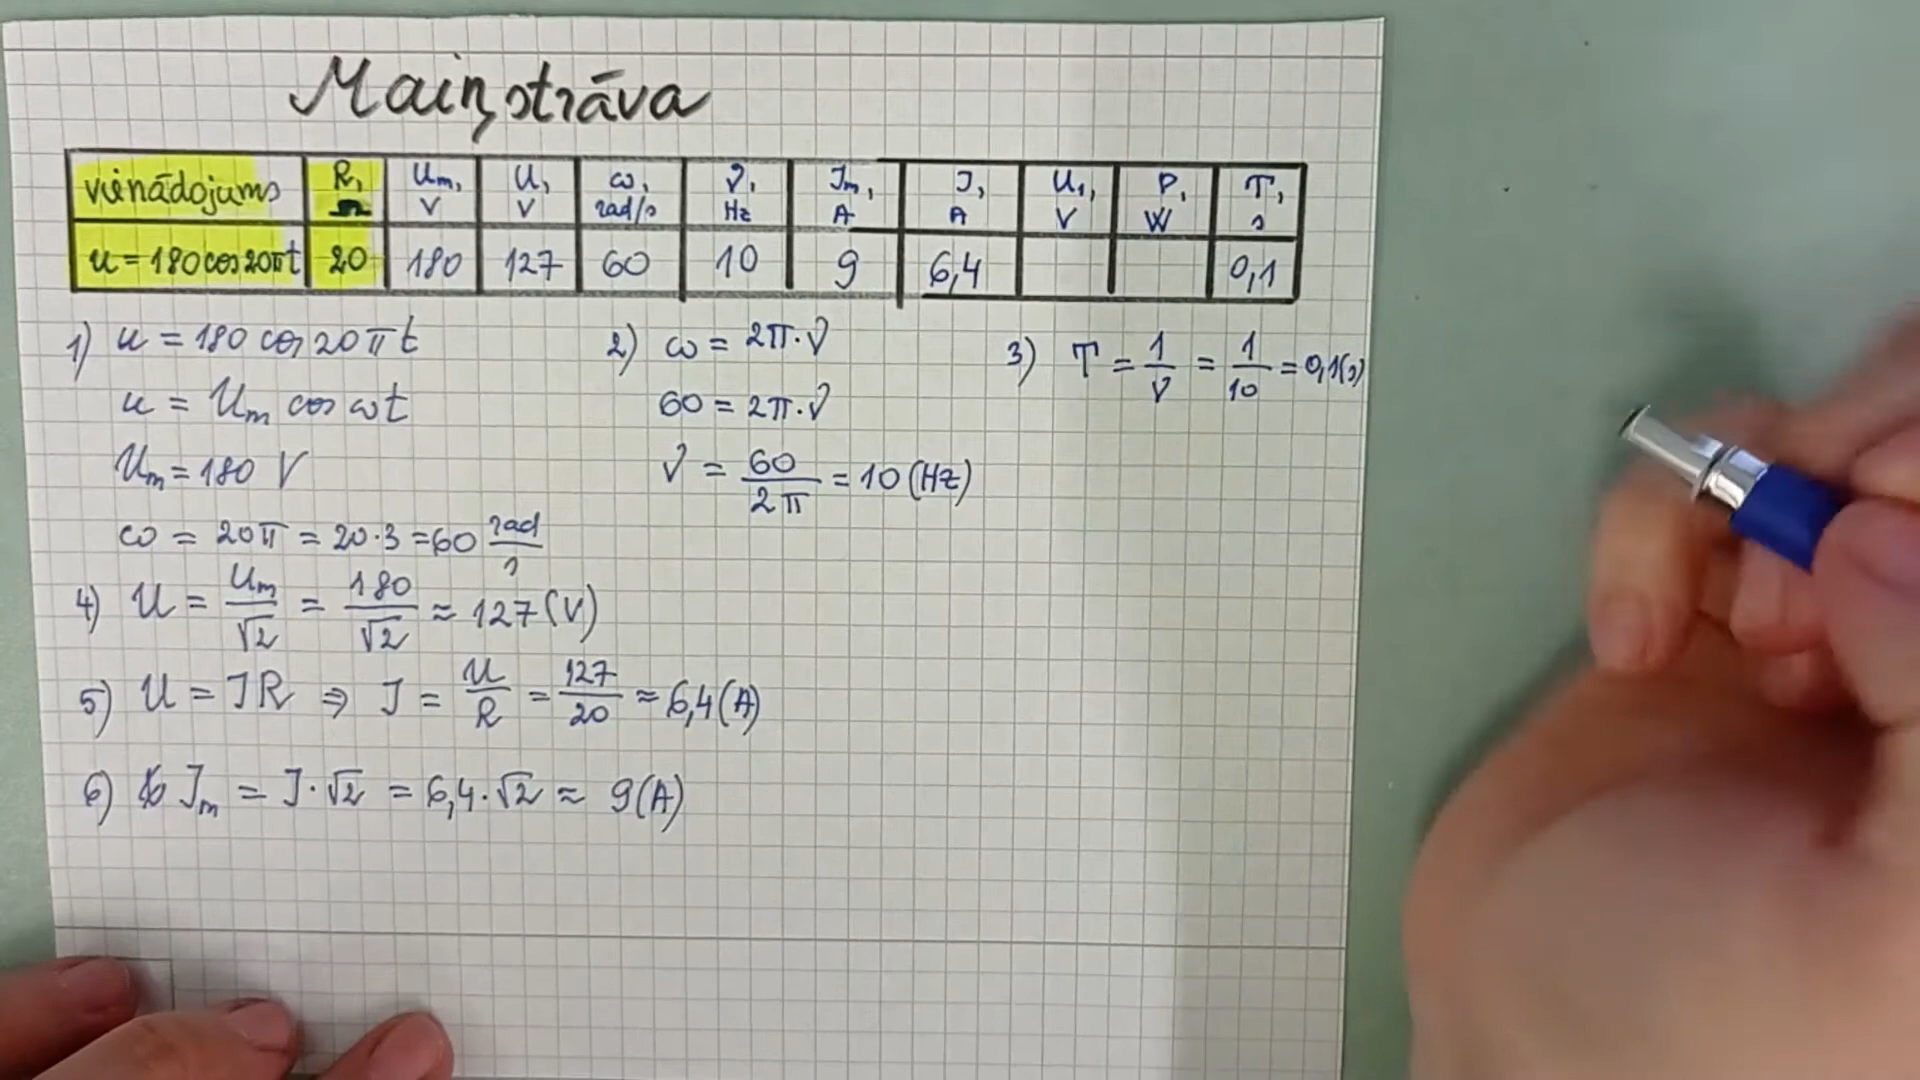 Maiņstrāva
vienādojums R, Ω Um, V U, V ω, rad/s ν, Hz Im, A I, A U1, V P, W T, s
u = 180 cos 20π t 20 180 127 60 10 9 6,4 0,1
1) u = 180 cos 20π t
u = Um cos ωt
Um = 180 V
ω = 20π = 20·3 = 60 rad/s
2) ω = 2π·ν
60 = 2π·ν
ν = 60/2π = 10 (Hz)
3) T = 1/ν = 1/10 = 0,1(s)
4) U = Um/√2 = 180/√2 ≈ 127 (V)
5) U = IR ⇒ I = U/R = 127/20 ≈ 6,4 (A)
6) Im = I·√2 = 6,4·√2 ≈ 9 (A)